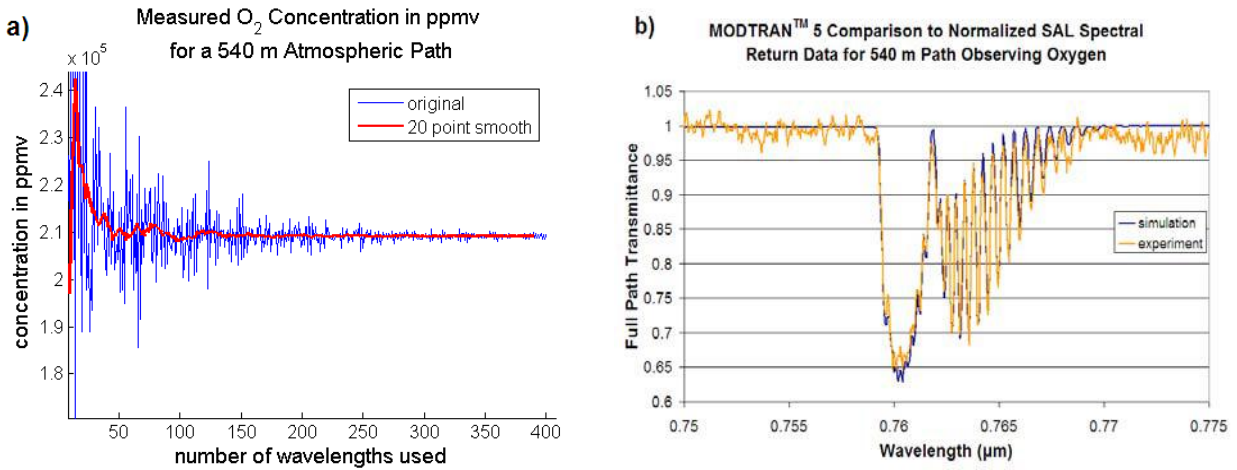 a)
Measured O₂ Concentration in ppmv
for a 540 m Atmospheric Path
x 10⁵
2.4
2.3
2.2
2.1
2
1.9
1.8
concentration in ppmv
original
20 point smooth
50
100
150
200
250
300
350
400
number of wavelengths used
b)
MODTRAN™ 5 Comparison to Normalized SAL Spectral
Return Data for 540 m Path Observing Oxygen
1.05
1
0.95
0.9
0.85
0.8
0.75
0.7
0.65
0.6
Full Path Transmittance
simulation
experiment
0.75
0.755
0.76
0.765
0.77
0.775
Wavelength (µm)